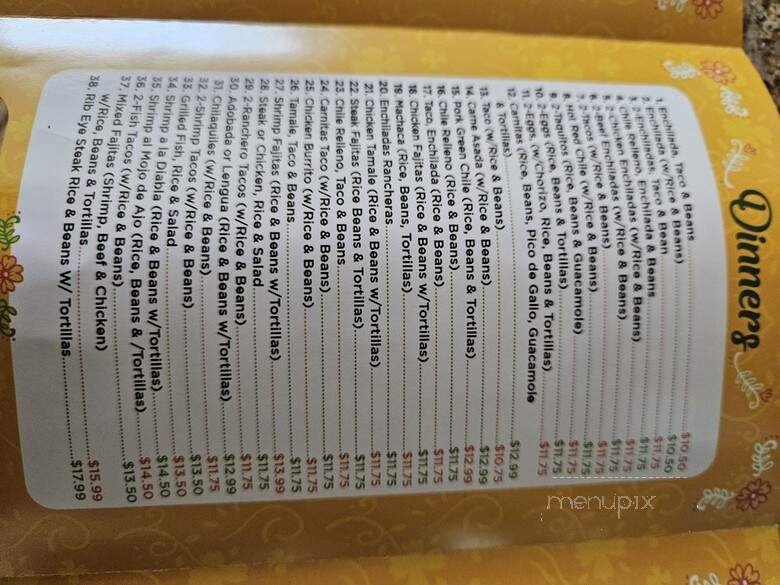 Taco & Beans
Dinners
1. Enchilada, Taco & Beans $10.50
Enchilada (w/Rice & Beans) $10.50
Enchiladas, Taco & Bean $11.75
Chile Relleno, Enchilada & Beans $11.75
2-Chicken Enchiladas (w/Rice & Beans) $11.75
2-Beef Enchiladas (w/Rice & Beans) $11.75
7. 2-Tacos (w/Rice & Beans) $11.75
8. Hot Red Chile (w/Rice & Beans) $11.75
9. 2-Taquitos (Rice, Beans & Guacamole) $11.75
10. 2-Eggs (Rice, Beans & Tortillas) $11.75
11. 2-Eggs (w/Chorizo, Rice, Beans & Tortillas) $11.75
12. Carnitas (Rice, Beans, Pico de Gallo, Guacamole
& Tortillas) $12.99
13. Taco (w/Rice & Beans) $10.75
14. Carne Asada (w/Rice & Beans) $12.99
15. Pork Green Chile (Rice, Beans & Tortillas) $12.99
16. Chile Relleno (Rice & Beans) $11.75
17. Taco, Enchilada (Rice & Beans) $11.75
18. Chicken Fajitas (Rice & Beans w/Tortillas) $11.75
19. Machaca (Rice, Beans, Tortillas) $11.75
20. Enchiladas Rancheras $11.75
21. Chicken Tamale (Rice & Beans w/Tortillas) $11.75
22. Steak Fajitas (Rice Beans & Tortillas) $11.75
23. Chile Relleno, Taco & Beans $11.75
24. Carnitas Taco (w/Rice & Beans) $11.75
25. Chicken Burrito (w/Rice & Beans) $11.75
26. Tamale, Taco & Beans $11.75
27. Shrimp Fajitas (Rice & Beans w/Tortillas) $13.99
28. Steak or Chicken, Rice & Salad $11.75
29. 2-Ranchero Tacos (w/Rice & Beans) $11.75
30. Adobada or Lengua (Rice & Beans w/Tortillas) $12.99
31. Chilaquiles (w/Rice & Beans) $11.75
32. 2-Shrimp Tacos (w/Rice & Beans) $13.50
33. Grilled Fish, Rice & Salad $13.50
34. Shrimp a la Diabla (Rice & Beans w/Tortillas) $14.50
35. Shrimp al Mojo de Ajo (Rice, Beans & /Tortillas) $14.50
36. 2-Fish Tacos (w/Rice & Beans) $13.50
37. Mixed Fajitas (Shrimp, Beef & Chicken)
w/Rice, Beans & Tortillas $15.99
38. Rib Eye Steak Rice & Beans W/ Tortillas $17.99
menupix